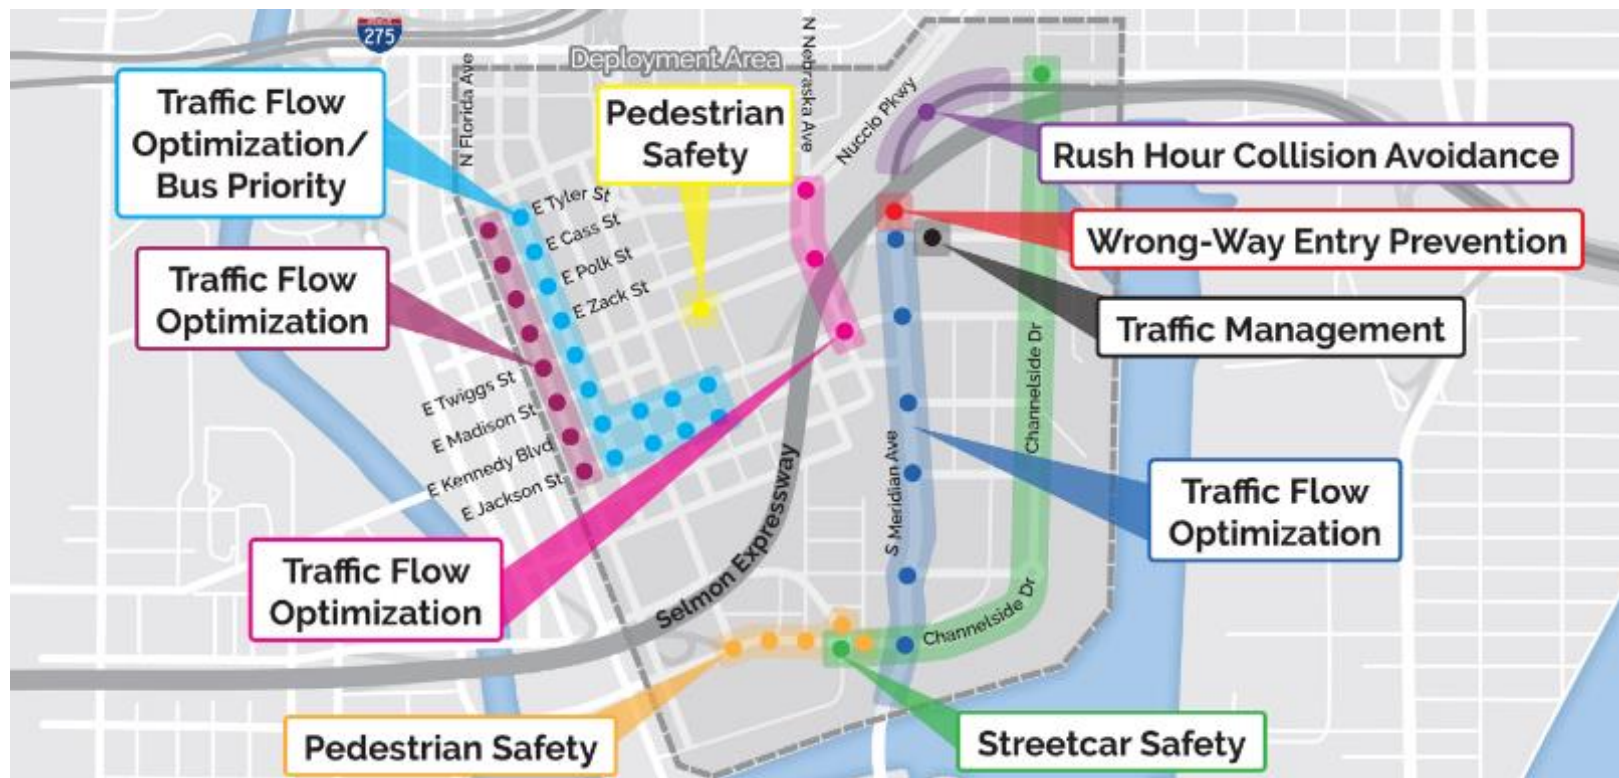 INTERSTATE
275
Deployment Area
N Florida Ave
N Nebraska Ave
Nuccio Pkwy
Traffic Flow
Optimization/
Bus Priority
Pedestrian
Safety
Rush Hour Collision Avoidance
E Tyler St
E Cass St
E Polk St
E Zack St
Wrong-Way Entry Prevention
Traffic Flow
Optimization
Traffic Management
E Twiggs St
E Madison St
E Kennedy Blvd
E Jackson St
Channelside Dr
S Meridian Ave
Selmon Expressway
Traffic Flow
Optimization
Traffic Flow
Optimization
Channelside Dr
Pedestrian Safety
Streetcar Safety